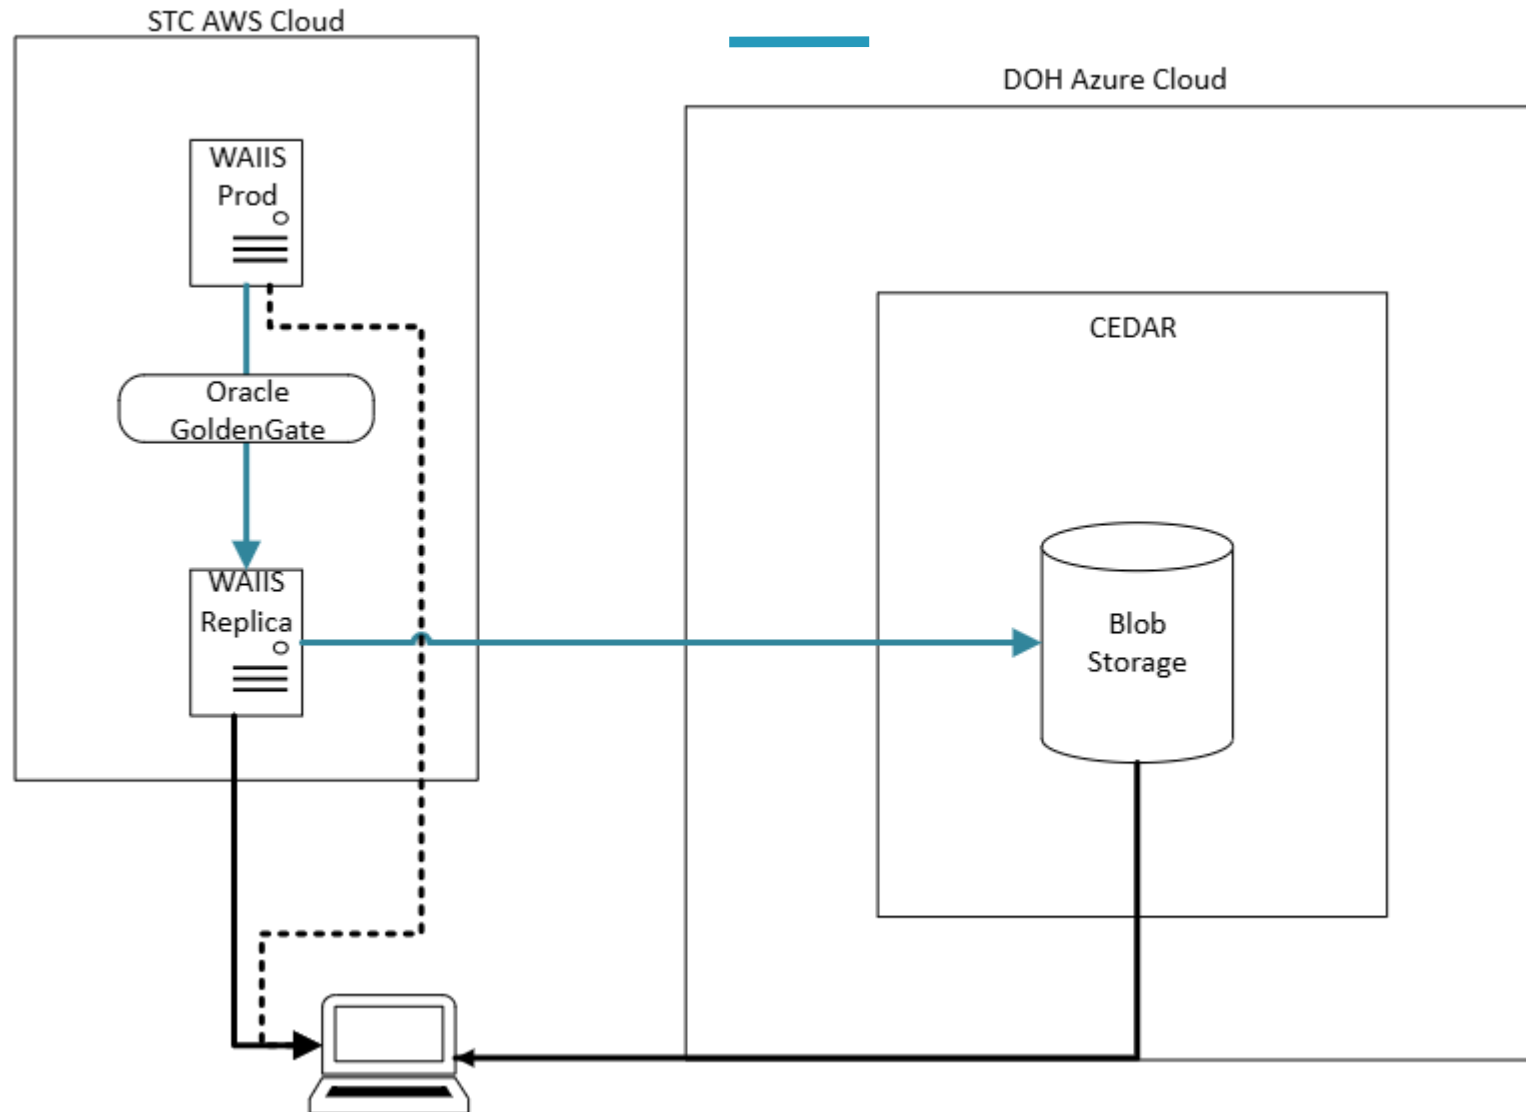 STC AWS Cloud
DOH Azure Cloud
WAIIS
Prod
CEDAR
Oracle
GoldenGate
WAIIS
Replica
Blob
Storage